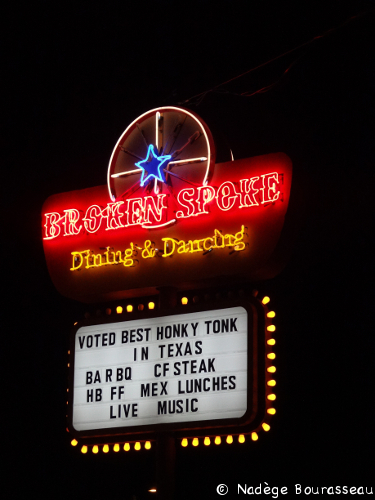 BROKEN SPOKE
Dining & Dancing
VOTED BEST HONKY TONK
IN TEXAS
BAR BQ CF STEAK
HB FF MEX LUNCHES
LIVE MUSIC
© Nadège Bourasseau